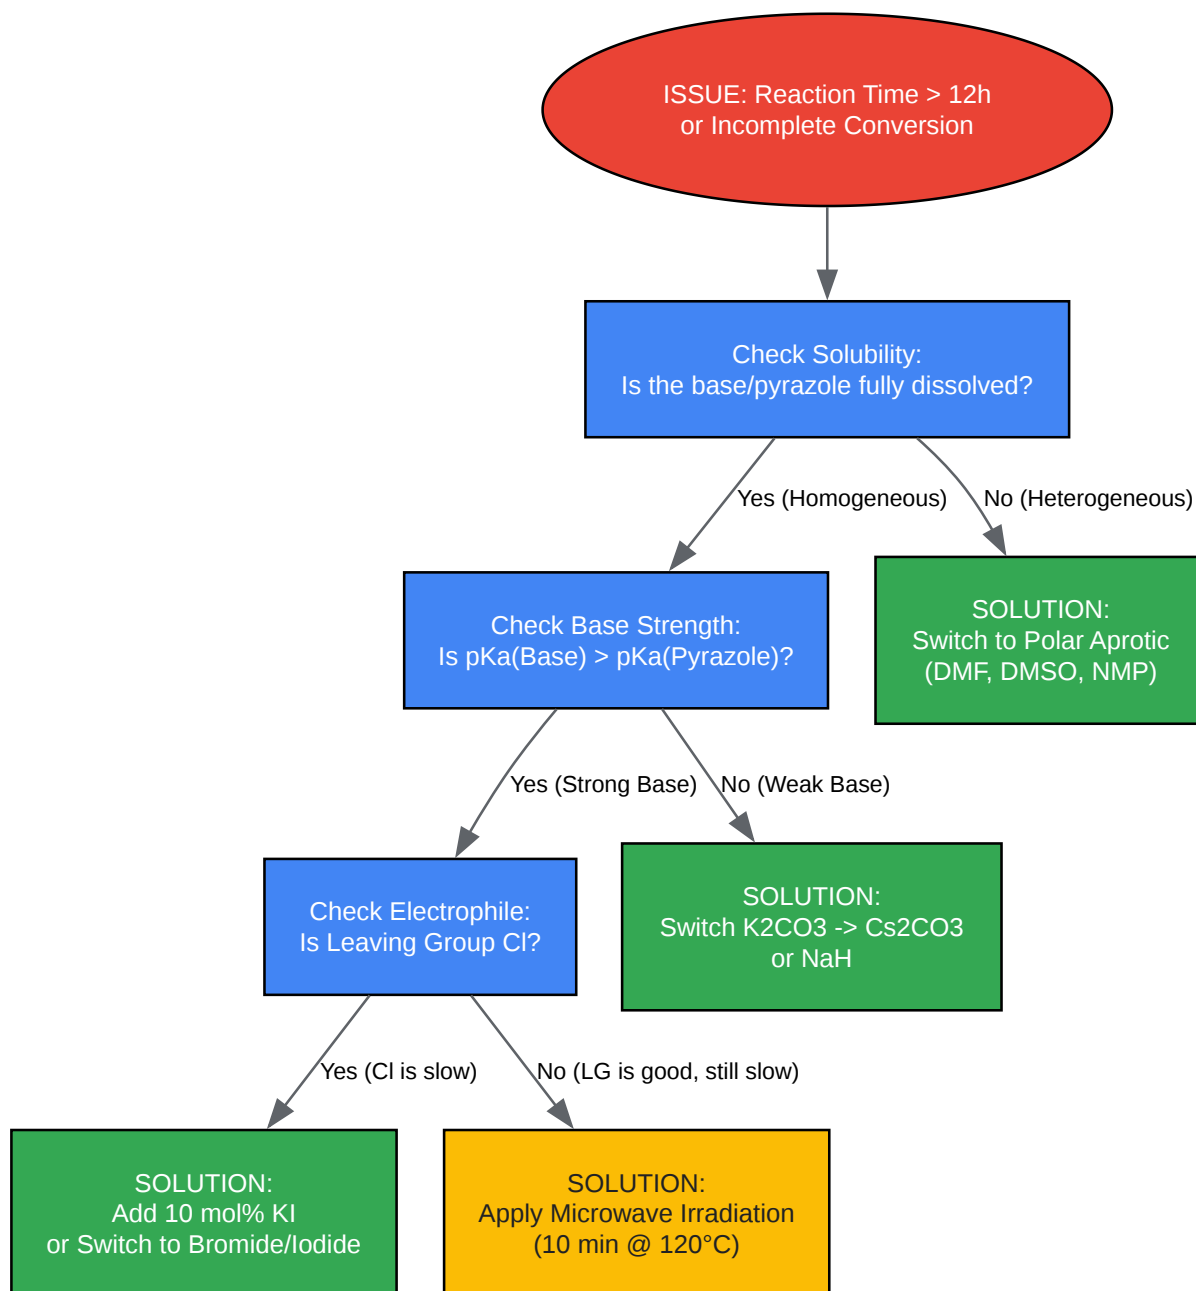 ISSUE: Reaction Time > 12h
or Incomplete Conversion
Check Solubility:
Is the base/pyrazole fully dissolved?
Yes (Homogeneous)
No (Heterogeneous)
Check Base Strength:
Is pKa(Base) > pKa(Pyrazole)?
SOLUTION:
Switch to Polar Aprotic
(DMF, DMSO, NMP)
Yes (Strong Base)
No (Weak Base)
Check Electrophile:
Is Leaving Group Cl?
SOLUTION:
Switch K2CO3 -> Cs2CO3
or NaH
Yes (Cl is slow)
No (LG is good, still slow)
SOLUTION:
Add 10 mol% KI
or Switch to Bromide/Iodide
SOLUTION:
Apply Microwave Irradiation
(10 min @ 120°C)